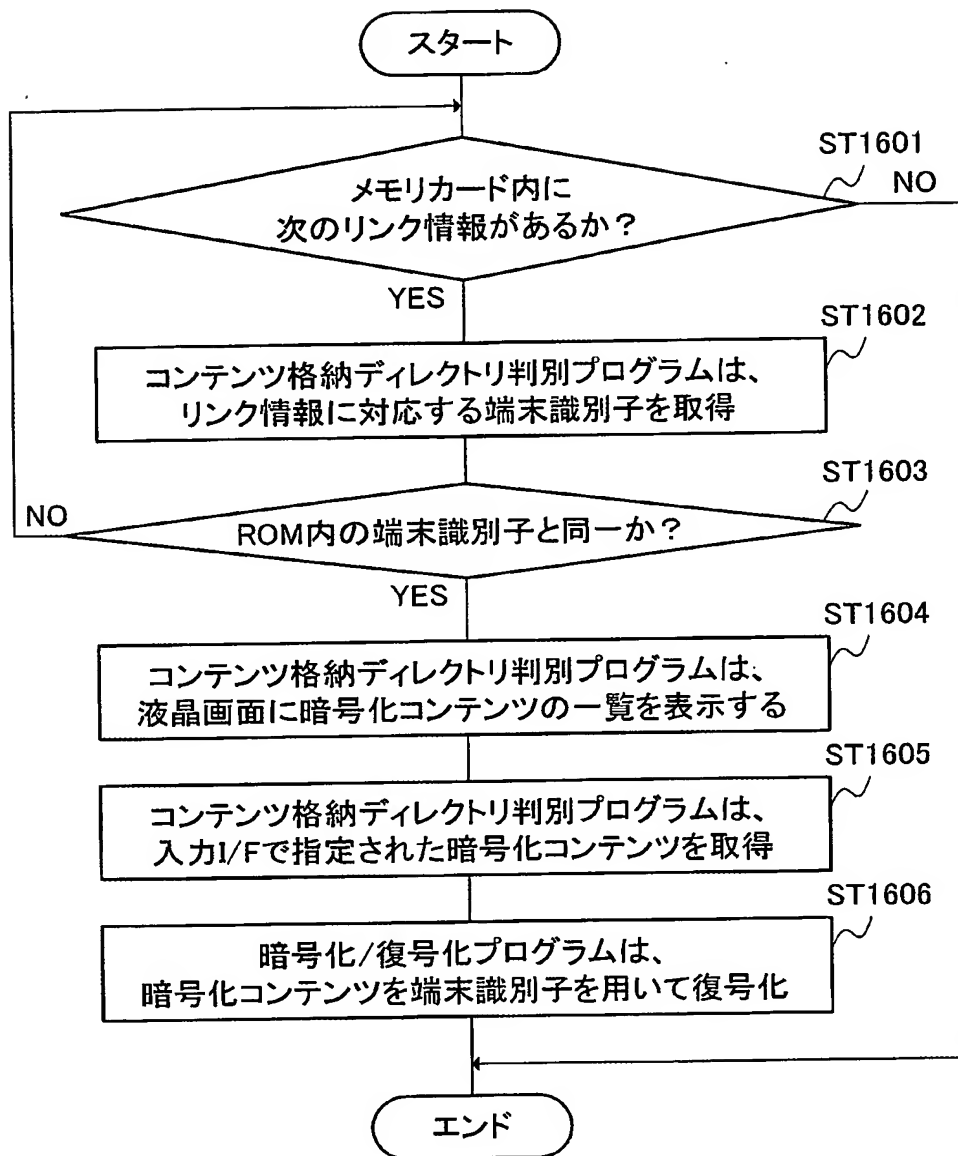 スタート
ST1601
メモリカード内に
次のリンク情報があるか？
NO
YES
ST1602
コンテンツ格納ディレクトリ判別プログラムは、
リンク情報に対応する端末識別子を取得
ST1603
NO
ROM内の端末識別子と同一か？
YES
ST1604
コンテンツ格納ディレクトリ判別プログラムは、
液晶画面に暗号化コンテンツの一覧を表示する
ST1605
コンテンツ格納ディレクトリ判別プログラムは、
入力I/Fで指定された暗号化コンテンツを取得
ST1606
暗号化/復号化プログラムは、
暗号化コンテンツを端末識別子を用いて復号化
エンド